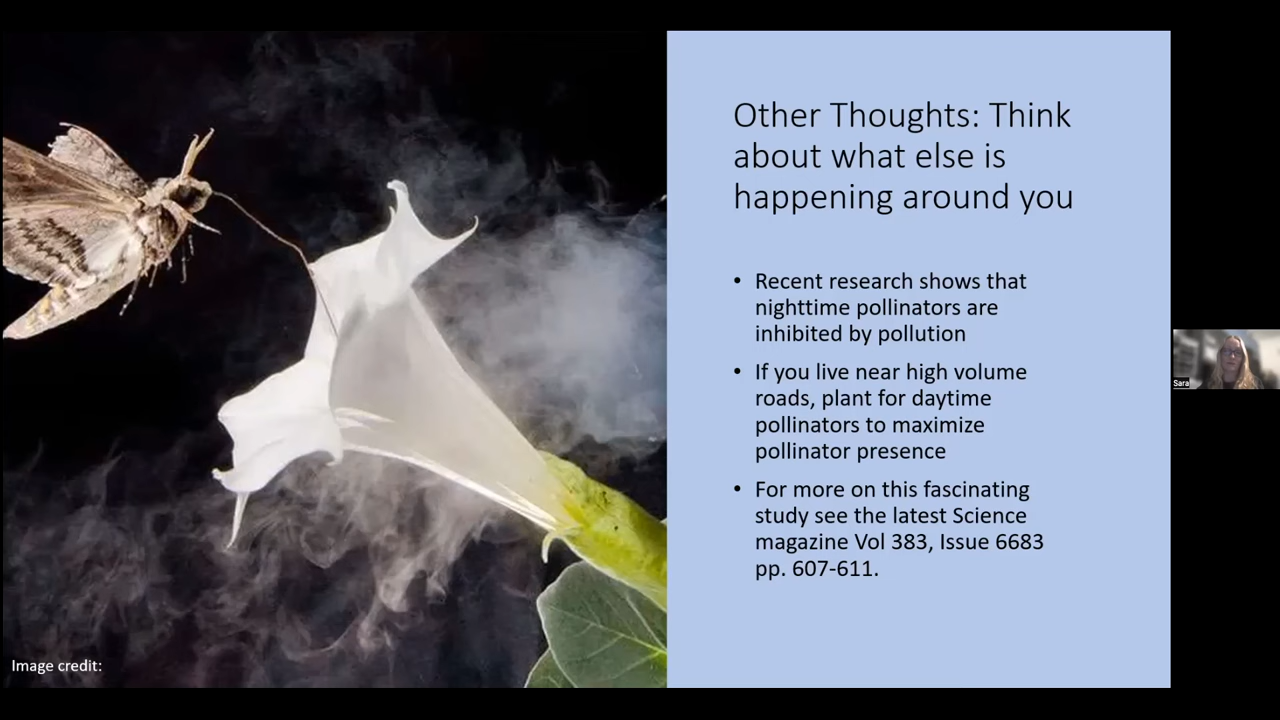 Other Thoughts: Think
about what else is
happening around you
• Recent research shows that
nighttime pollinators are
inhibited by pollution
• If you live near high volume
roads, plant for daytime
pollinators to maximize
pollinator presence
• For more on this fascinating
study see the latest Science
magazine Vol 383, Issue 6683
pp. 607-611.
Image credit:
Sara